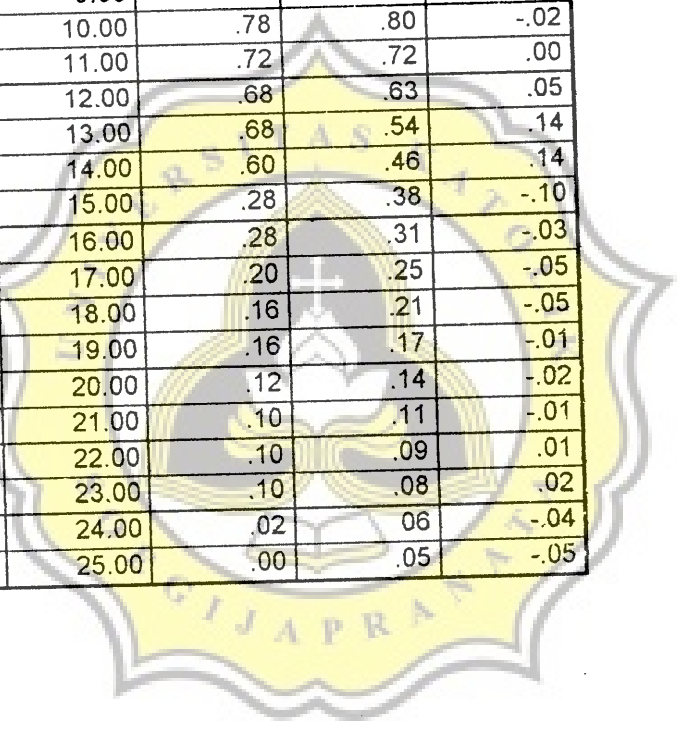 10.00 .78 .80 -.02
11.00 .72 .72 .00
12.00 .68 .63 .05
13.00 .68 .54 .14
14.00 .60 .46 .14
15.00 .28 .38 -.10
16.00 .28 .31 -.03
17.00 .20 .25 -.05
18.00 .16 .21 -.05
19.00 .16 .17 -.01
20.00 .12 .14 -.02
21.00 .10 .11 -.01
22.00 .10 .09 .01
23.00 .10 .08 .02
24.00 .02 06 -.04
25.00 .00 .05 -.05
GIJAPRANATA